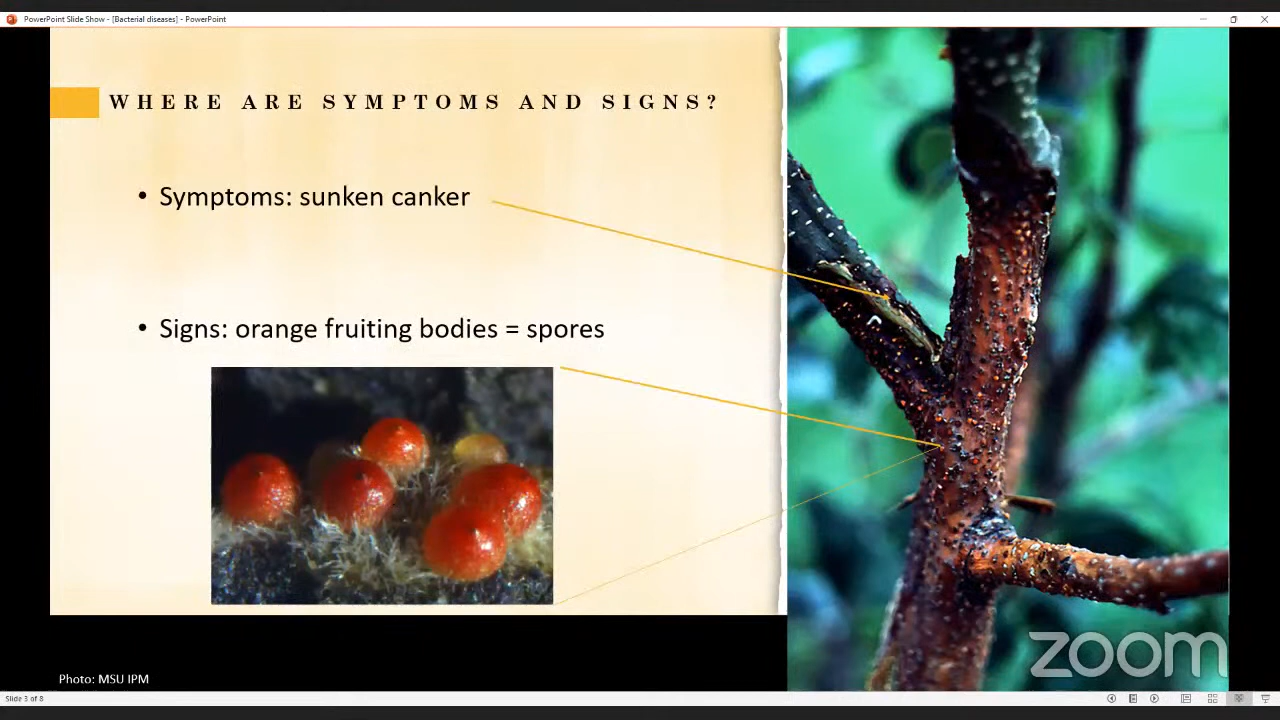 PowerPoint Slide Show - [Bacterial diseases] - PowerPoint
WHERE ARE SYMPTOMS AND SIGNS?
• Symptoms: sunken canker
• Signs: orange fruiting bodies = spores
zoom
Photo: MSU IPM
Slide 3 of 8